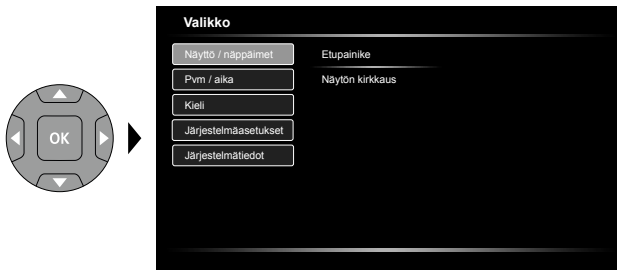 Valikko
Näyttö / näppäimet
Etupainike
Pvm / aika
Näytön kirkkaus
Kieli
OK
Järjestelmäasetukset
Järjestelmätiedot